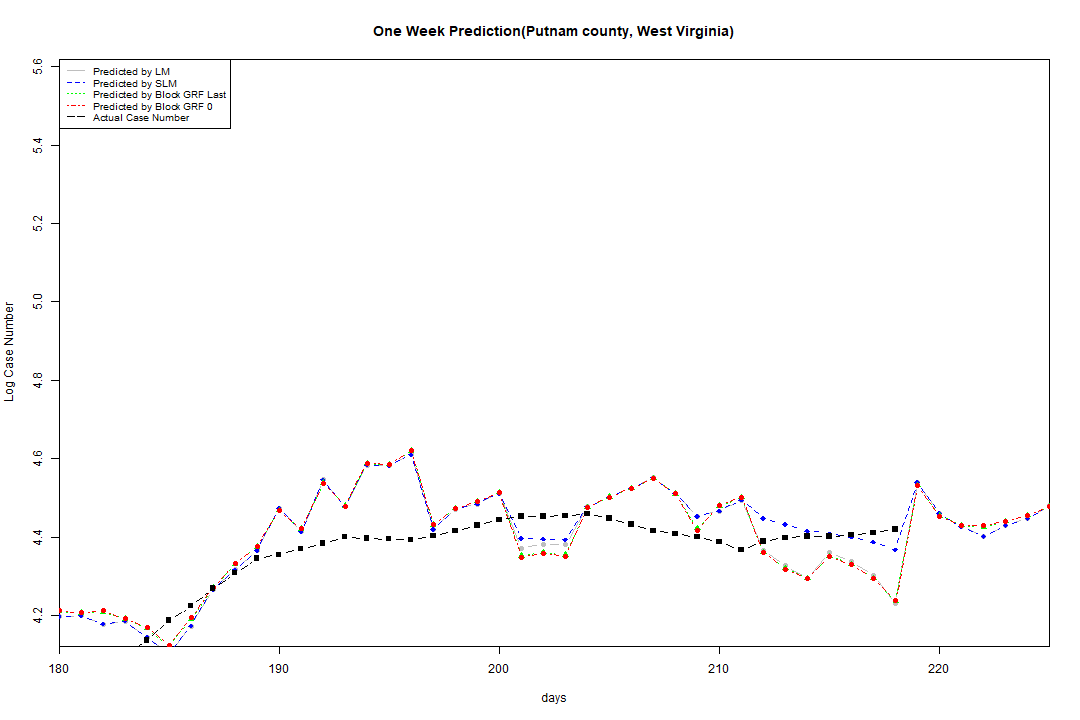 One Week Prediction(Putnam county, West Virginia)
Predicted by LM
Predicted by SLM
Predicted by Block GRF Last
Predicted by Block GRF 0
Actual Case Number
5.6
5.4
5.2
5.0
4.8
4.6
4.4
4.2
Log Case Number
180
190
200
210
220
days